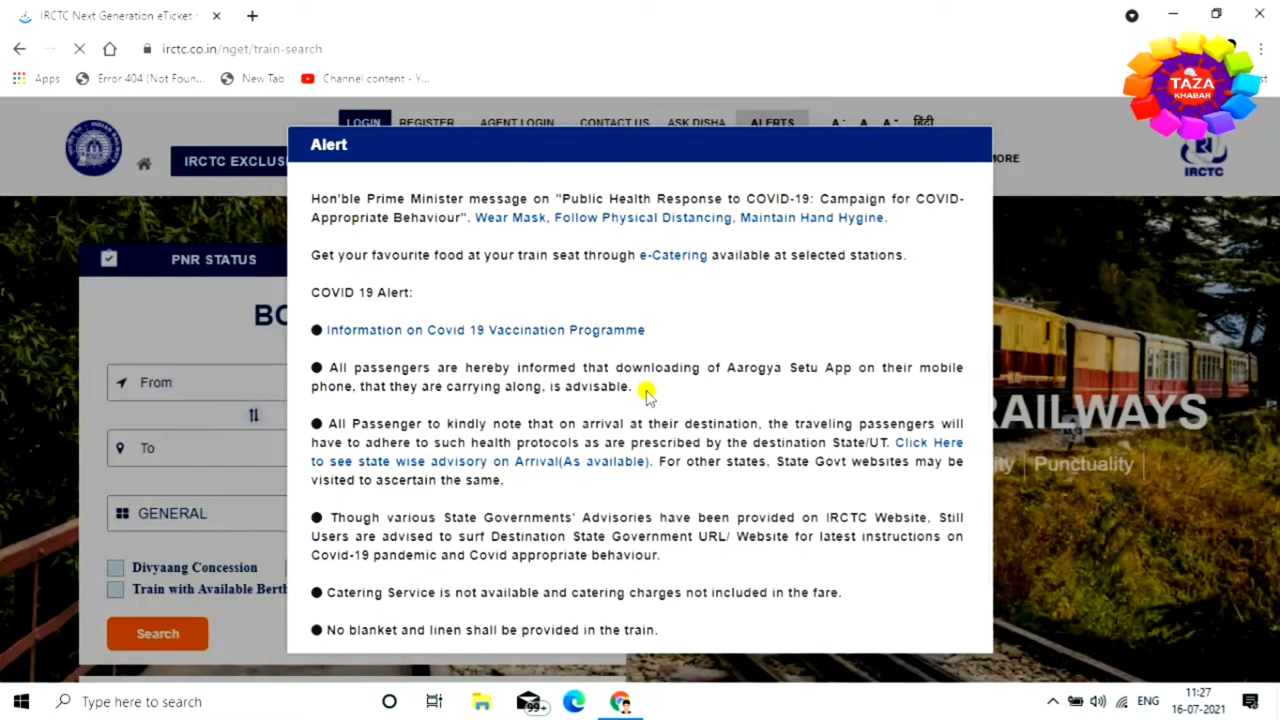 IRCTC Next Generation eTicket
irctc.co.in/nget/train-search
Apps Error 404 (Not Foun... New Tab Channel content - Y...
TAZA
KHABAR
LOGIN REGISTER AGENT LOGIN CONTACT US ASK DISHA ALERTS A- A A+ हिंदी
IRCTC EXCLUS
ORE
IRCTC
Alert
Hon'ble Prime Minister message on "Public Health Response to COVID-19: Campaign for COVID-
Appropriate Behaviour". Wear Mask, Follow Physical Distancing, Maintain Hand Hygine.
Get your favourite food at your train seat through e-Catering available at selected stations.
COVID 19 Alert:
● Information on Covid 19 Vaccination Programme
● All passengers are hereby informed that downloading of Aarogya Setu App on their mobile
phone, that they are carrying along, is advisable.
● All Passenger to kindly note that on arrival at their destination, the traveling passengers will
have to adhere to such health protocols as are prescribed by the destination State/UT. Click Here
to see state wise advisory on Arrival(As available). For other states, State Govt websites may be
visited to ascertain the same.
● Though various State Governments' Advisories have been provided on IRCTC Website, Still
Users are advised to surf Destination State Government URL/ Website for latest instructions on
Covid-19 pandemic and Covid appropriate behaviour.
● Catering Service is not available and catering charges not included in the fare.
● No blanket and linen shall be provided in the train.
PNR STATUS
BO
From
To
GENERAL
Divyaang Concession
Train with Available Berth
Search
RAILWAYS
ity | Punctuality |
Type here to search
99+
ENG
11:27
16-07-2021